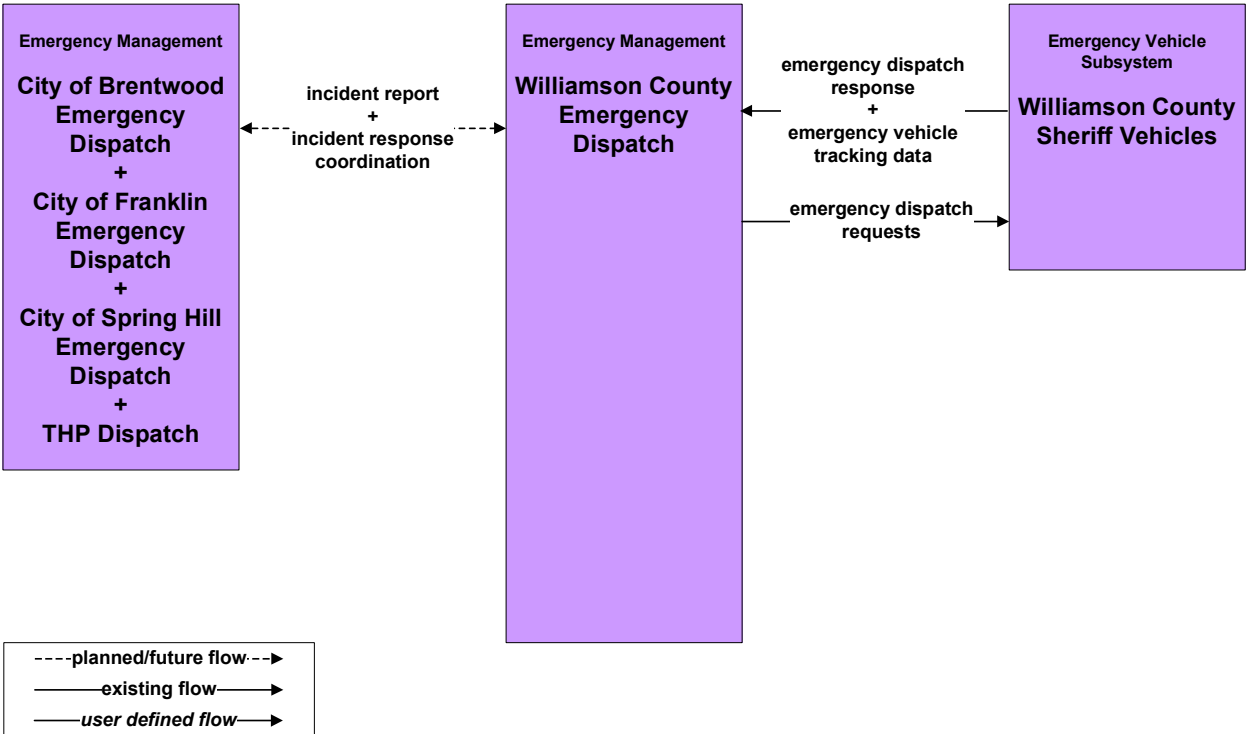 Emergency Management
City of Brentwood
Emergency
Dispatch
+
City of Franklin
Emergency
Dispatch
+
City of Spring Hill
Emergency
Dispatch
+
THP Dispatch
incident report
+
incident response
coordination
Emergency Management
Williamson County
Emergency
Dispatch
emergency dispatch
response
+
emergency vehicle
tracking data
emergency dispatch
requests
Emergency Vehicle
Subsystem
Williamson County
Sheriff Vehicles
planned/future flow
existing flow
user defined flow